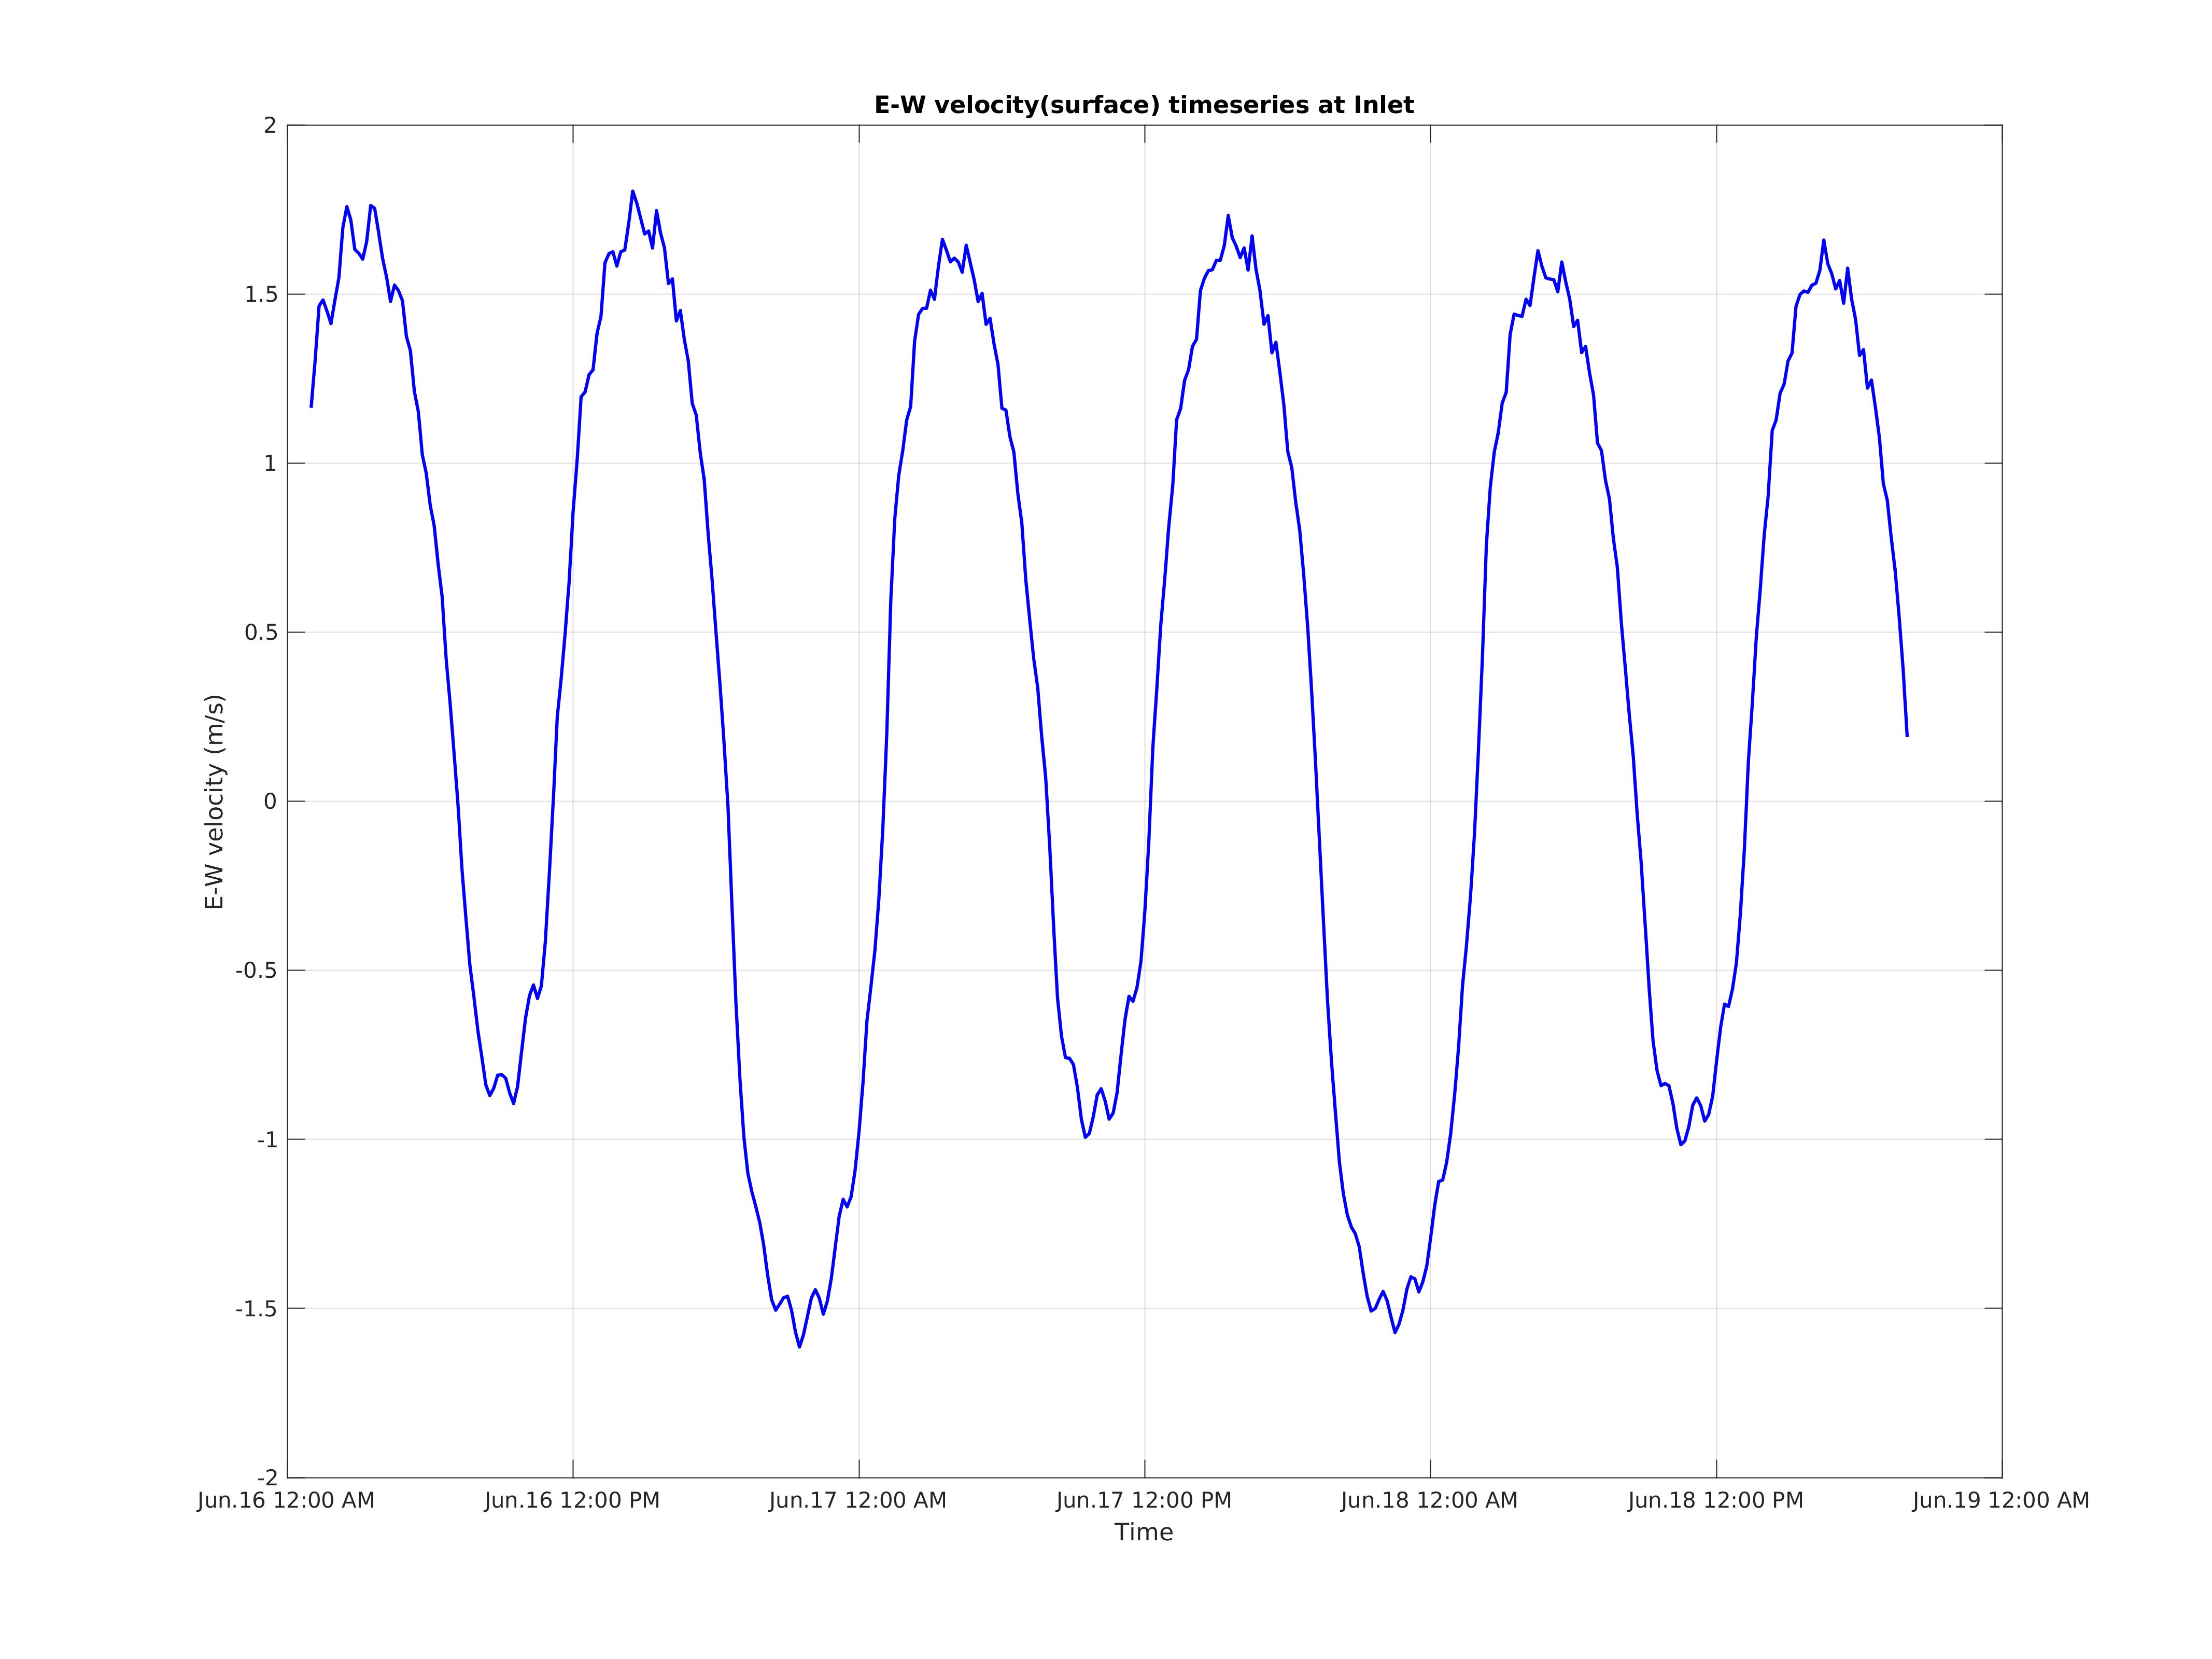 E-W velocity(surface) timeseries at Inlet
2
1.5
1
0.5
0
-0.5
-1
-1.5
-2
E-W velocity (m/s)
Jun.16 12:00 AM Jun.16 12:00 PM Jun.17 12:00 AM Jun.17 12:00 PM Jun.18 12:00 AM Jun.18 12:00 PM Jun.19 12:00 AM
Time